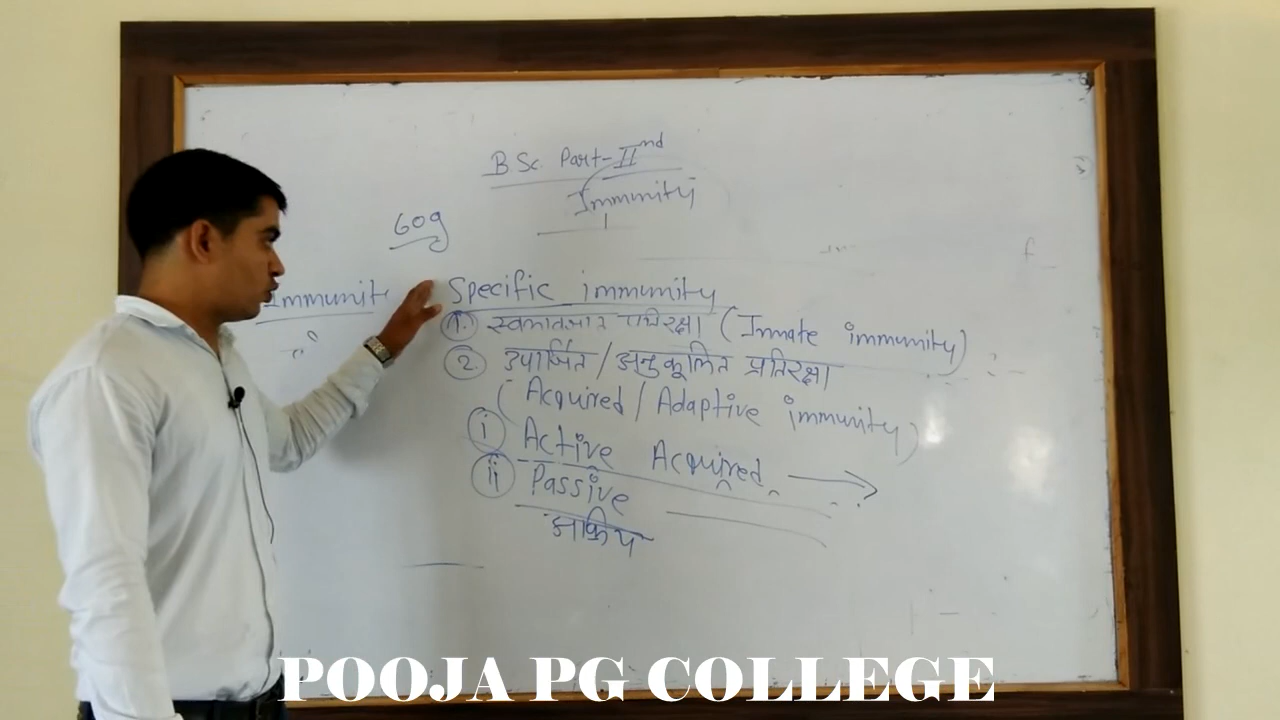 BSc Part-IInd
Immunity
60g
Immunit
Specific immunity
1. प्रतिरक्षा (Innate immunity)
2. उपार्जित / अनुकूलित प्रतिरक्षा
(Acquired / Adaptive immunity)
i Active Acquired →
ii Passive
POOJA PG COLLEGE